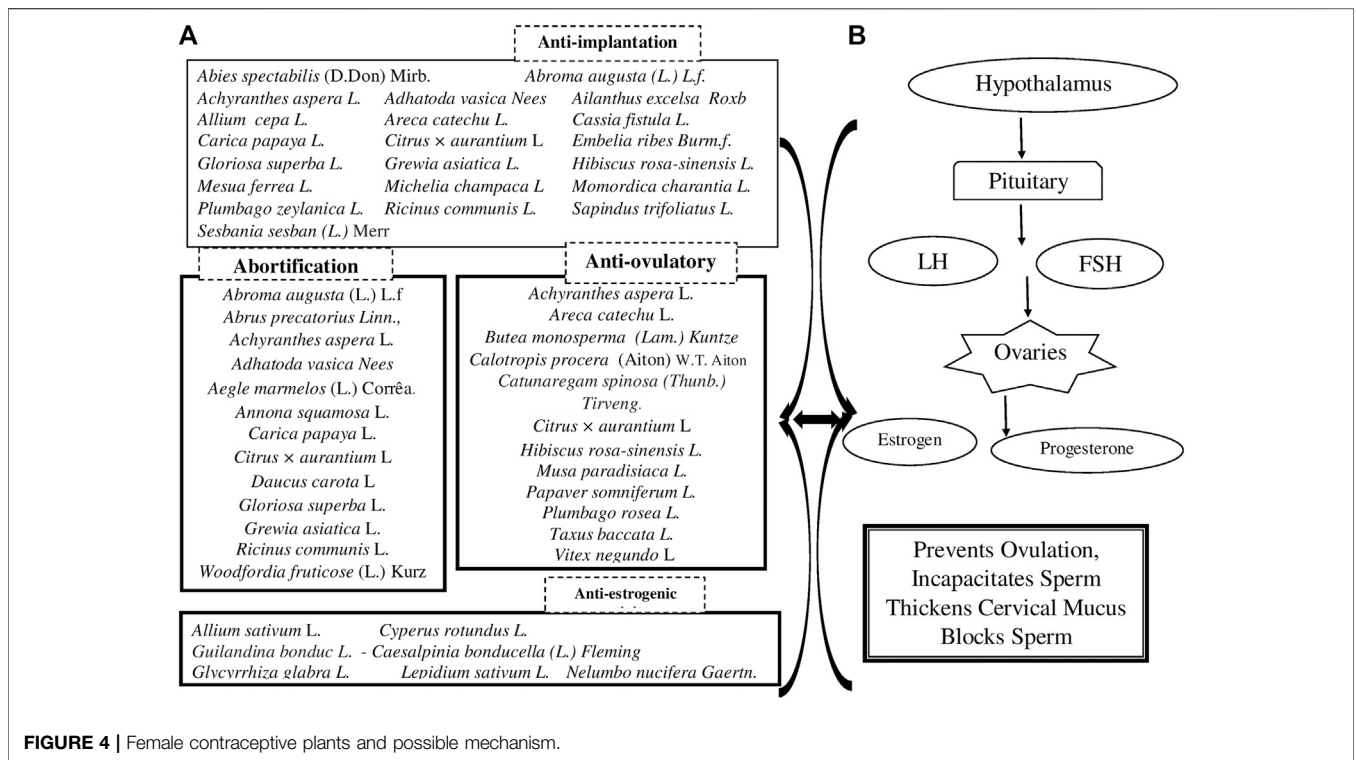 A
Anti-implantation
Abies spectabilis (D.Don) Mirb. Abroma augusta (L.) L.f.
Achyranthes aspera L. Adhatoda vasica Nees Ailanthus excelsa Roxb
Allium cepa L. Areca catechu L. Cassia fistula L.
Carica papaya L. Citrus × aurantium L Embelia ribes Burm.f.
Gloriosa superba L. Grewia asiatica L. Hibiscus rosa-sinensis L.
Mesua ferrea L. Michelia champaca L Momordica charantia L.
Plumbago zeylanica L. Ricinus communis L. Sapindus trifoliatus L.
Sesbania sesban (L.) Merr
Abortification
Abroma augusta (L.) L.f
Abrus precatorius Linn.,
Achyranthes aspera L.
Adhatoda vasica Nees
Aegle marmelos (L.) Corrêa.
Annona squamosa L.
Carica papaya L.
Citrus × aurantium L
Daucus carota L
Gloriosa superba L.
Grewia asiatica L.
Ricinus communis L.
Woodfordia fruticose (L.) Kurz
Anti-ovulatory
Achyranthes aspera L.
Areca catechu L.
Butea monosperma (Lam.) Kuntze
Calotropis procera (Aiton) W.T. Aiton
Catunaregam spinosa (Thunb.)
Tirveng.
Citrus × aurantium L
Hibiscus rosa-sinensis L.
Musa paradisiaca L.
Papaver somniferum L.
Plumbago rosea L.
Taxus baccata L.
Vitex negundo L
Anti-estrogenic
Allium sativum L. Cyperus rotundus L.
Guilandina bonduc L. - Caesalpinia bonducella (L.) Fleming
Glycyrrhiza glabra L. Lepidium sativum L. Nelumbo nucifera Gaertn.
B
Hypothalamus
Pituitary
LH FSH
Ovaries
Estrogen Progesterone
Prevents Ovulation,
Incapacitates Sperm
Thickens Cervical Mucus
Blocks Sperm
FIGURE 4 | Female contraceptive plants and possible mechanism.